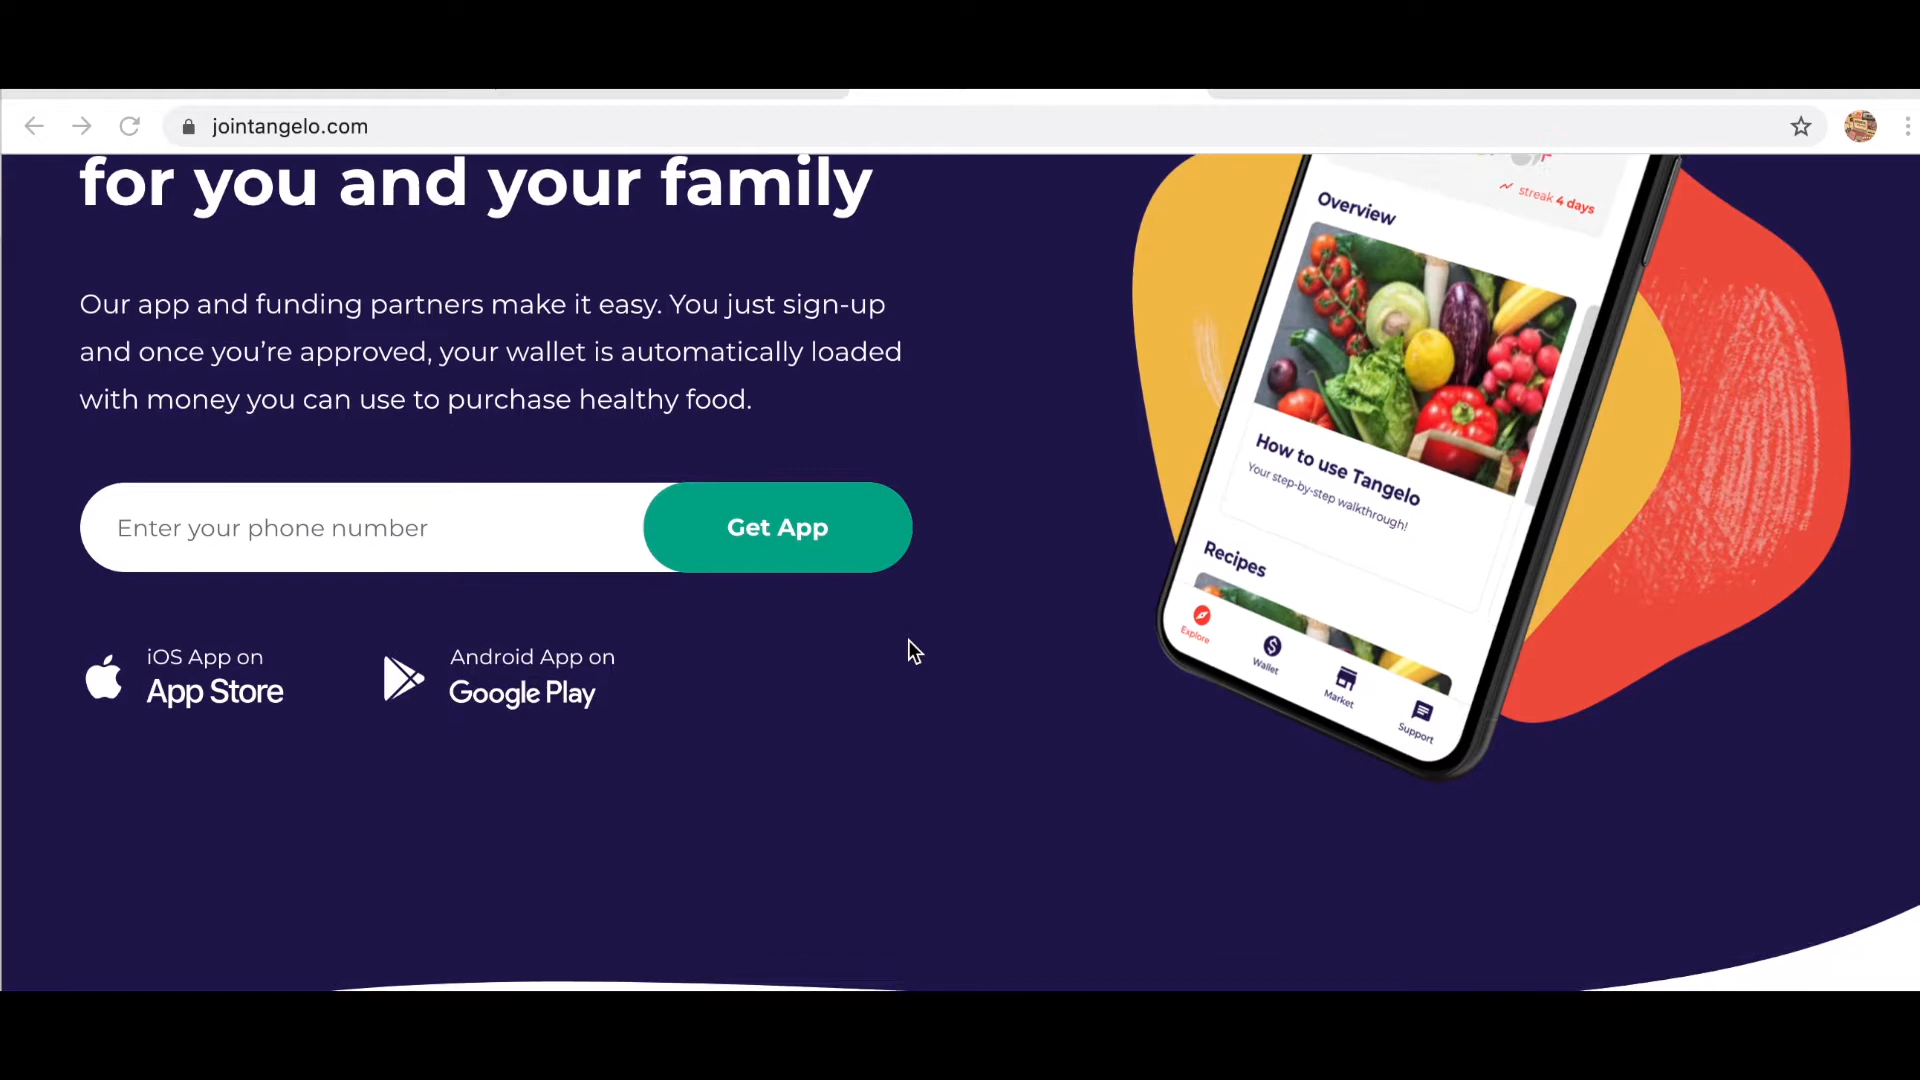 jointangelo.com
for you and your family
Our app and funding partners make it easy. You just sign-up
and once you’re approved, your wallet is automatically loaded
with money you can use to purchase healthy food.
Enter your phone number
Get App
iOS App on
App Store
Android App on
Google Play
streak 4 days
Overview
How to use Tangelo
Your step-by-step walkthrough!
Recipes
Explore
Wallet
Market
Support